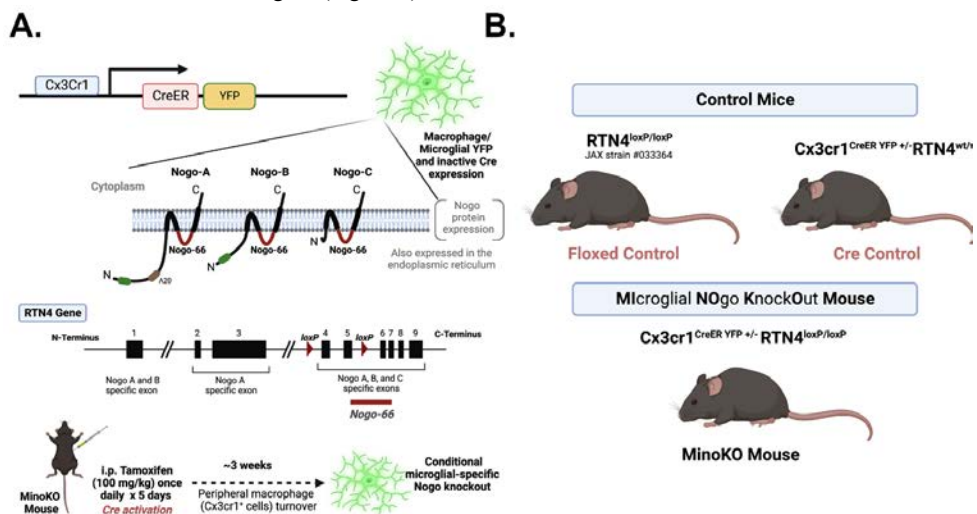 A.
Cx3Cr1
CreER
YFP
Macrophage/
Microglial YFP
and inactive Cre
expression
Cytoplasm
Nogo-A
Nogo-B
Nogo-C
C
C
C
Nogo-66
Nogo-66
Nogo-66
N
N
N
Δ20
Nogo
protein
expression
Also expressed in the
endoplasmic reticulum
RTN4 Gene
N-Terminus
1
2
3
loxP
4
5
loxP
6
7
8
9
C-Terminus
Nogo A and B
specific exon
Nogo A
specific exon
Nogo A, B, and C
specific exons
Nogo-66
MinoKO
Mouse
i.p. Tamoxifen
(100 mg/kg) once
daily x 5 days
Cre activation
~3 weeks
Peripheral macrophage
(Cx3cr1⁺ cells) turnover
Conditional
microglial-specific
Nogo knockout
B.
Control Mice
RTN4loxP/loxP
JAX strain #033364
Floxed Control
Cx3cr1CreER YFP +/-RTN4
Cre Control
MIcroglial NOgo KnockOut Mouse
Cx3cr1CreER YFP +/- RTN4loxP/loxP
MinoKO Mouse